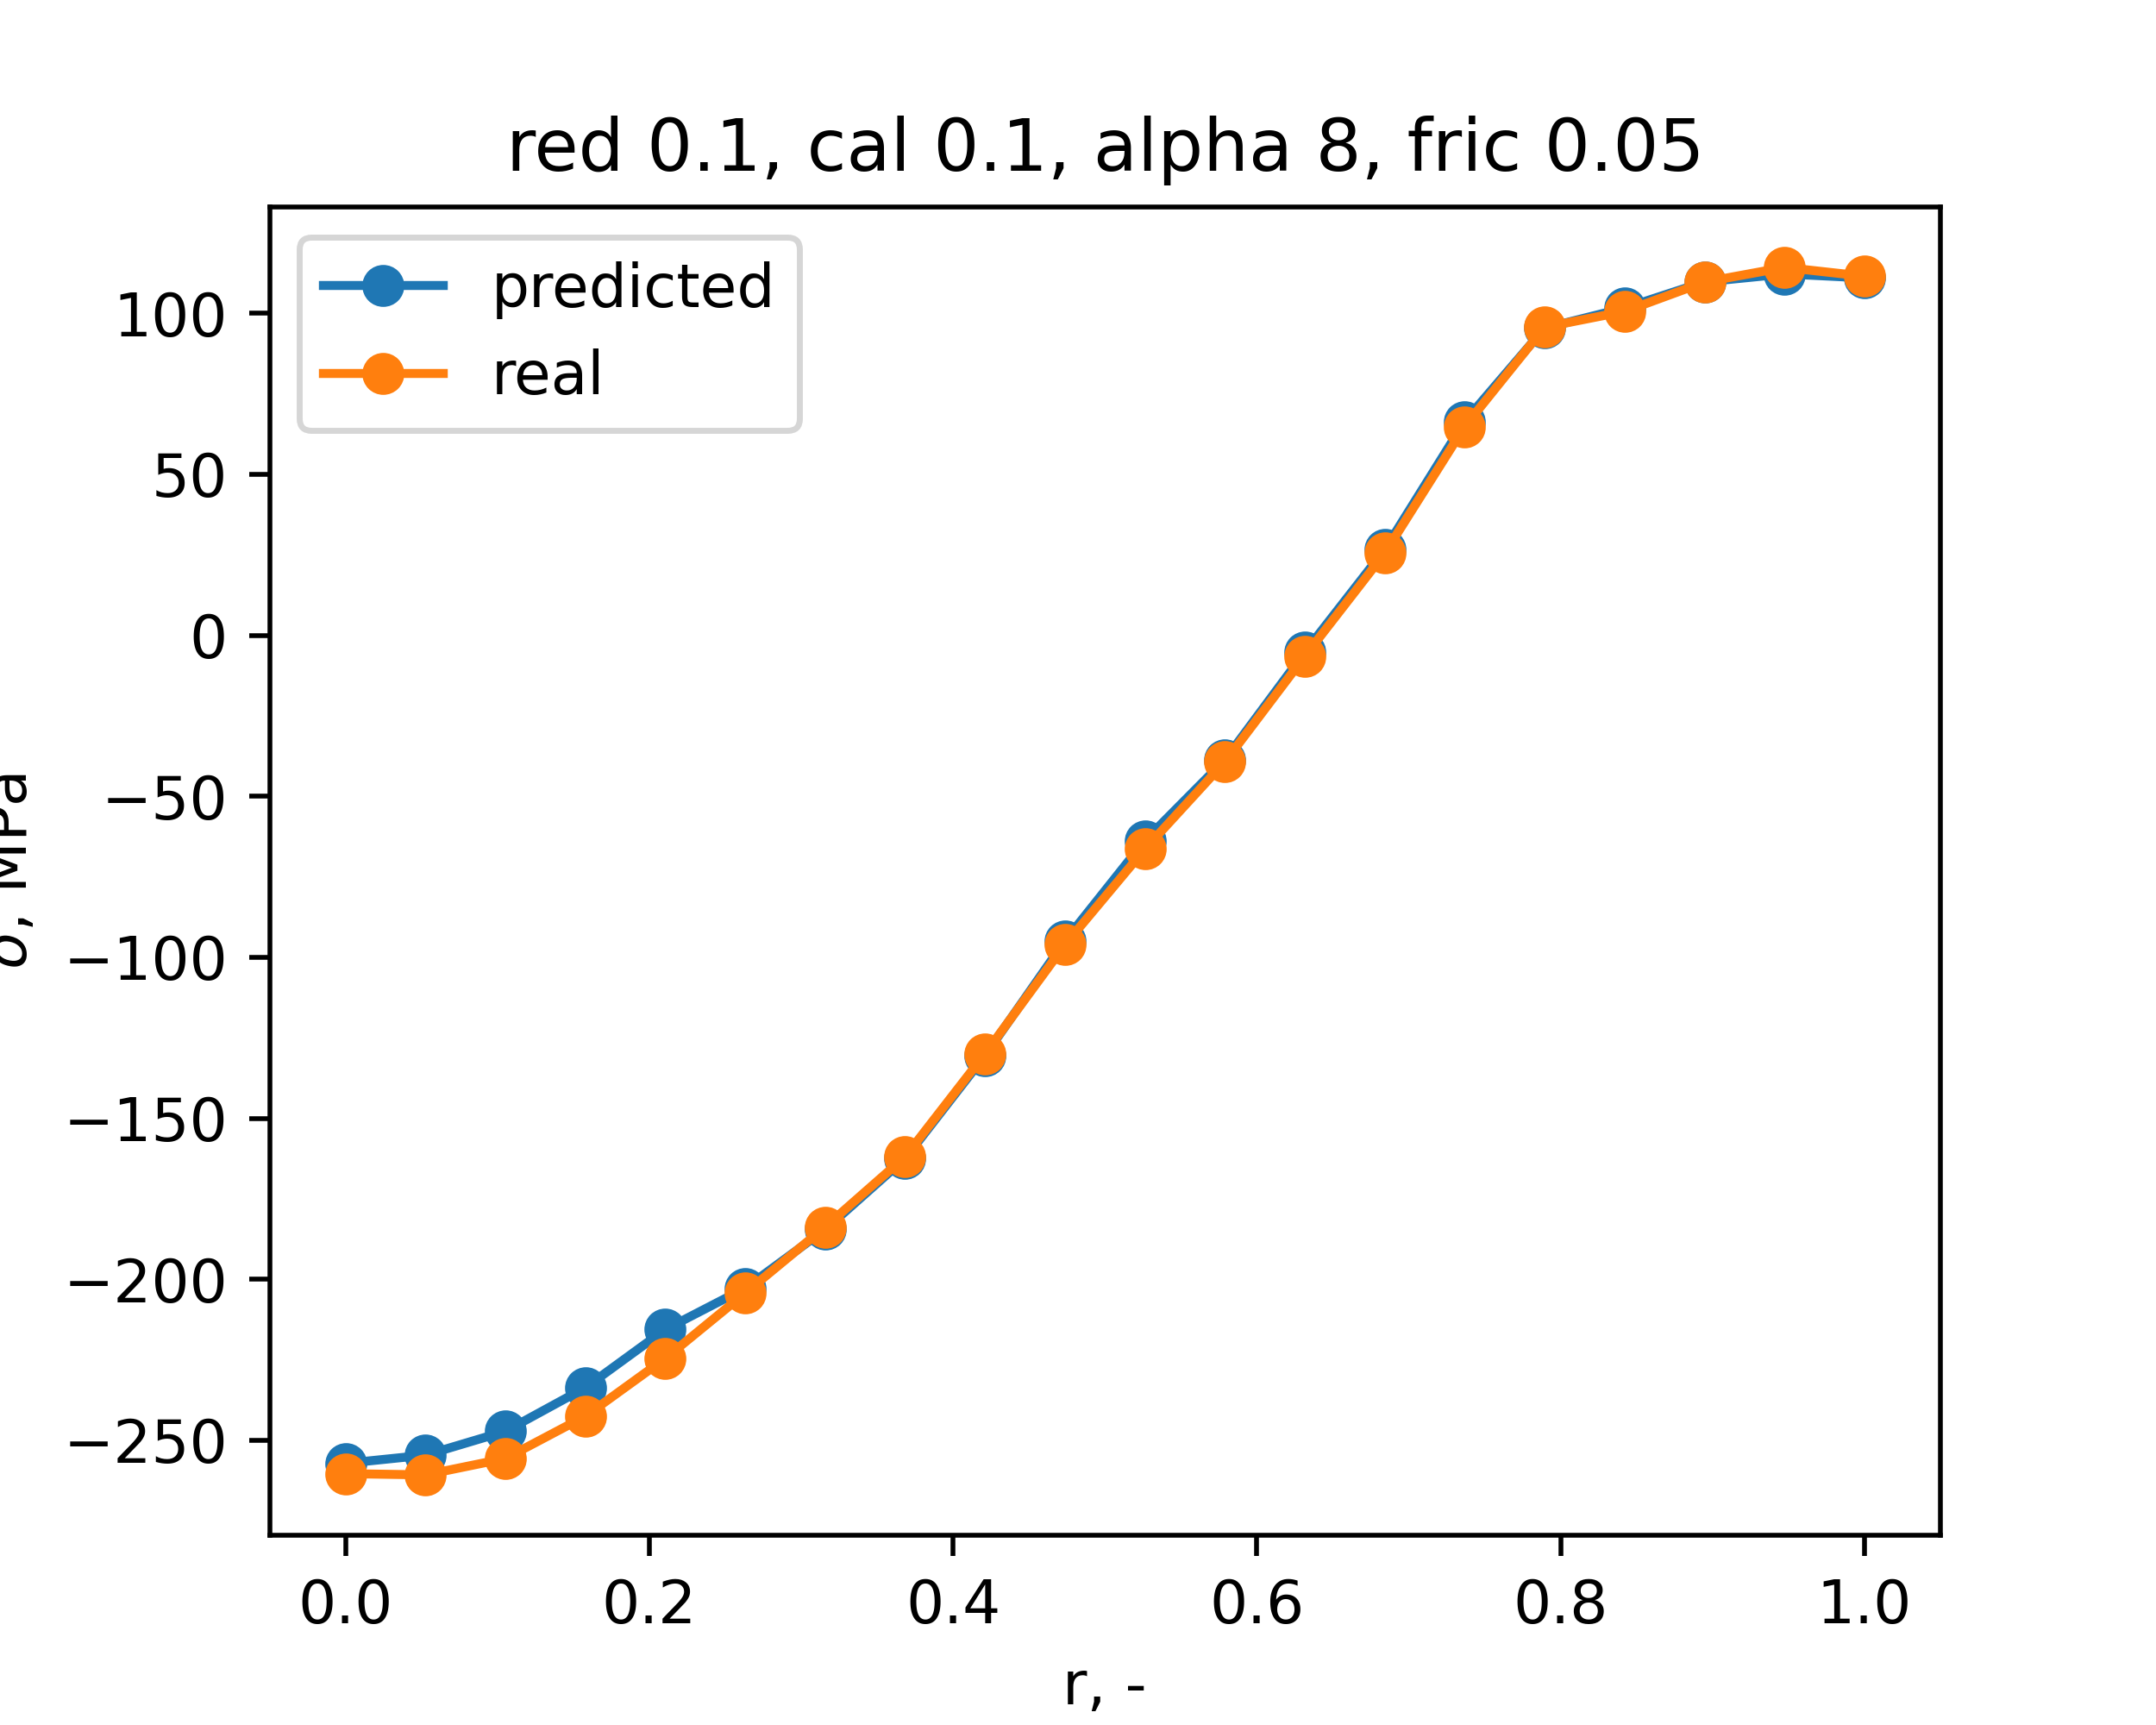 red 0.1, cal 0.1, alpha 8, fric 0.05
predicted
real
100
50
0
−50
−100
−150
−200
−250
σ, MPa
0.0 0.2 0.4 0.6 0.8 1.0
r, -